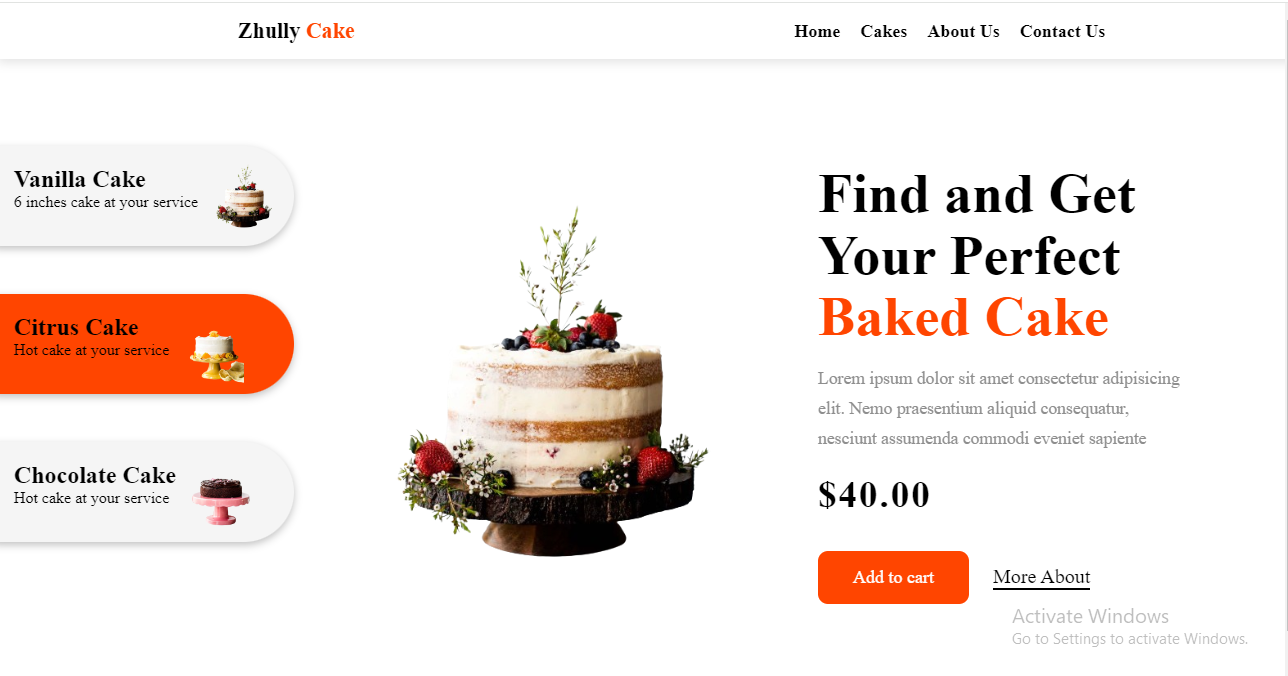 Zhully Cake
Home Cakes About Us Contact Us
Vanilla Cake
6 inches cake at your service
Citrus Cake
Hot cake at your service
Chocolate Cake
Hot cake at your service
Find and Get
Your Perfect
Baked Cake
Lorem ipsum dolor sit amet consectetur adipisicing
elit. Nemo praesentium aliquid consequatur,
nesciunt assumenda commodi eveniet sapiente
$40.00
Add to cart
More About
Activate Windows
Go to Settings to activate Windows.